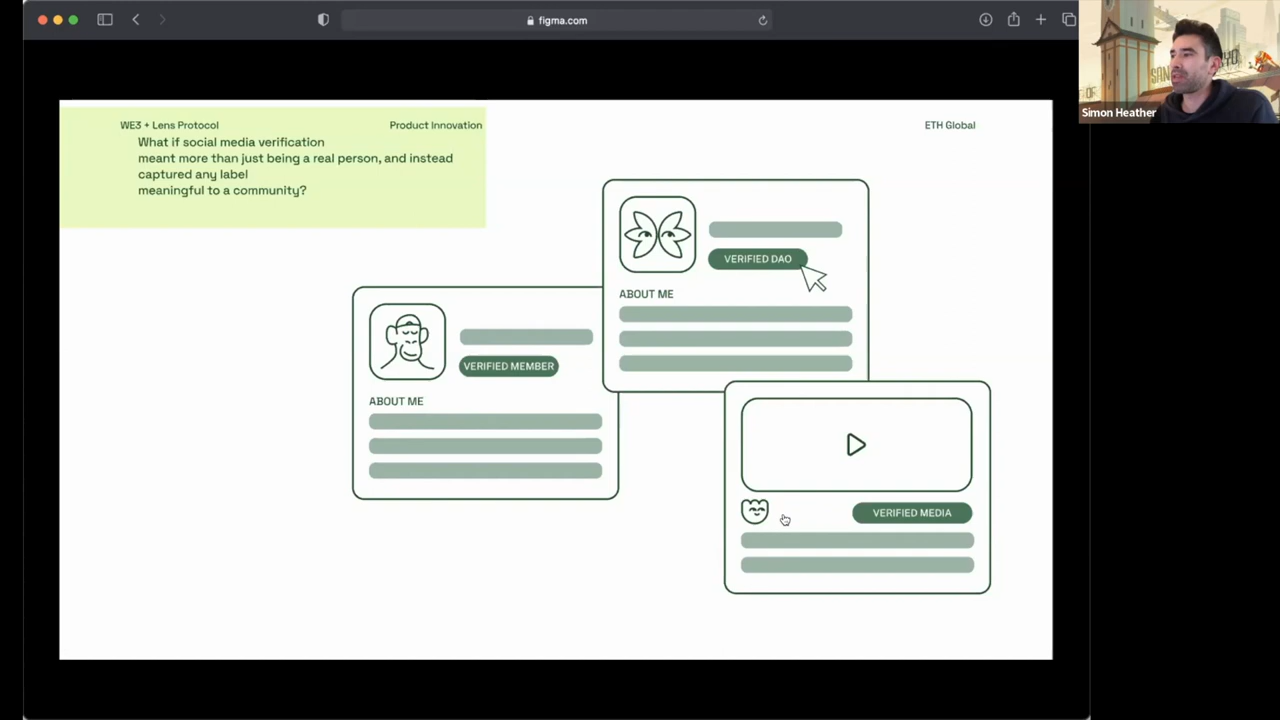 figma.com
WE3 + Lens Protocol
Product Innovation
ETH Global
What if social media verification
meant more than just being a real person, and instead
captured any label
meaningful to a community?
VERIFIED DAO
ABOUT ME
VERIFIED MEMBER
ABOUT ME
VERIFIED MEDIA
SAN
Simon Heather